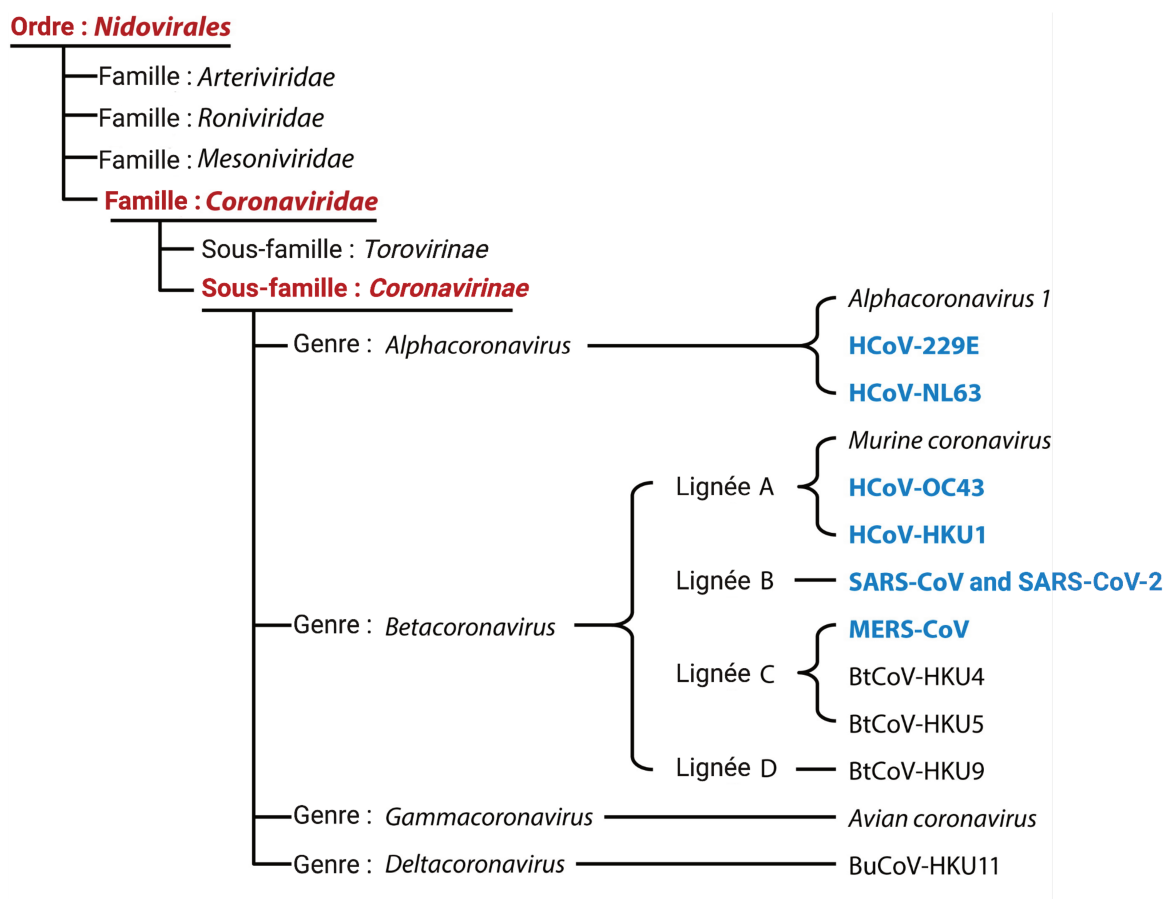 Ordre : Nidovirales
Famille : Arteriviridae
Famille : Roniviridae
Famille : Mesoniviridae
Famille : Coronaviridae
Sous-famille : Torovirinae
Sous-famille : Coronavirinae
Genre : Alphacoronavirus
Alphacoronavirus 1
HCoV-229E
HCoV-NL63
Genre : Betacoronavirus
Lignée A
Murine coronavirus
HCoV-OC43
HCoV-HKU1
Lignée B
SARS-CoV and SARS-CoV-2
Lignée C
MERS-CoV
BtCoV-HKU4
BtCoV-HKU5
Lignée D
BtCoV-HKU9
Genre : Gammacoronavirus
Avian coronavirus
Genre : Deltacoronavirus
BuCoV-HKU11